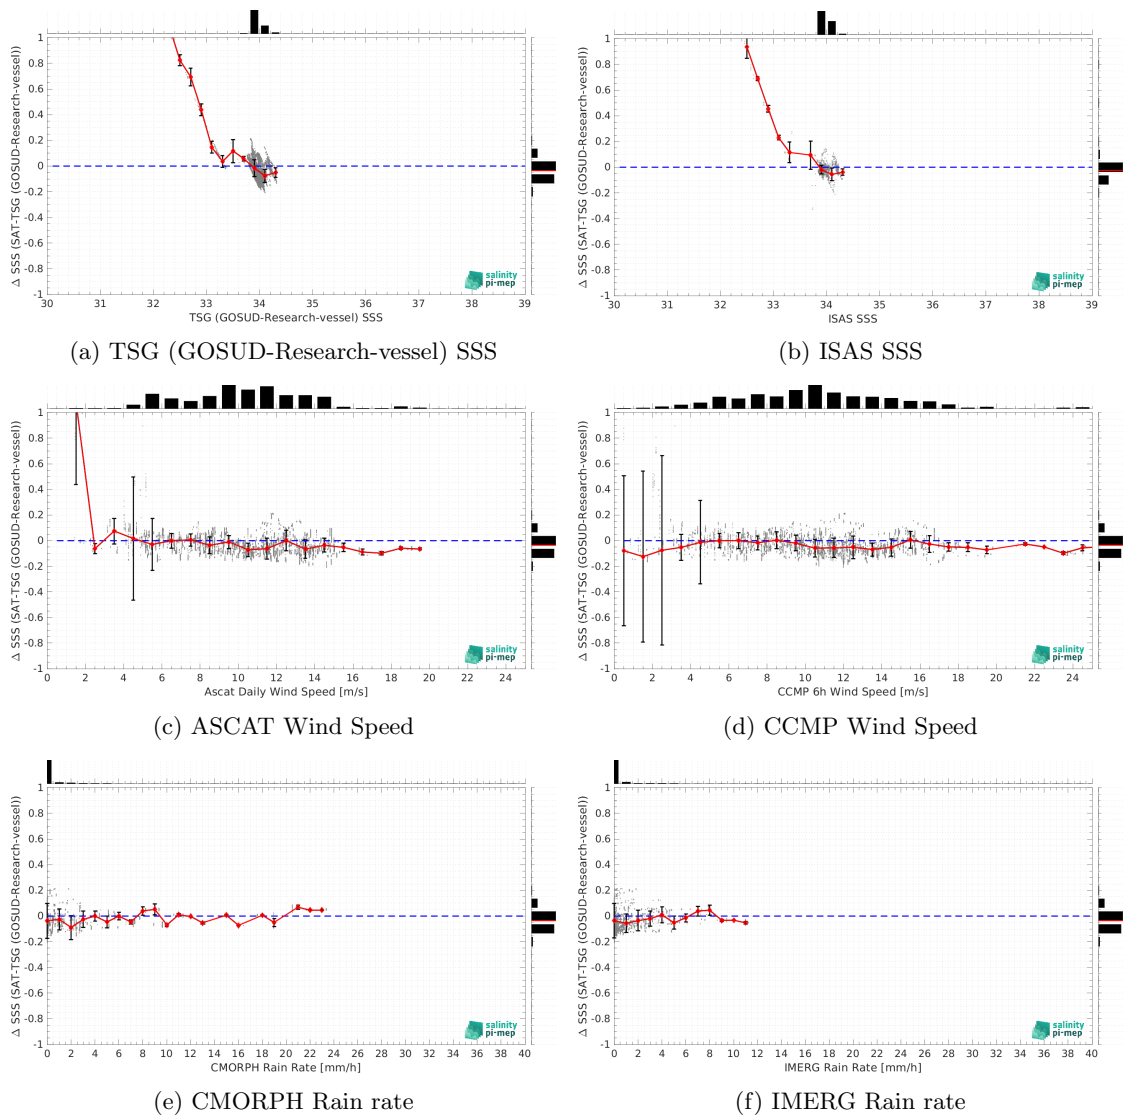 1
0.8
0.6
0.4
0.2
0
-0.2
-0.4
-0.6
-0.8
-1
Δ SSS (SAT-TSG (GOSUD-Research-vessel))
salinity
pi-mep
30 31 32 33 34 35 36 37 38 39
TSG (GOSUD-Research-vessel) SSS
(a) TSG (GOSUD-Research-vessel) SSS
1
0.8
0.6
0.4
0.2
0
-0.2
-0.4
-0.6
-0.8
-1
Δ SSS (SAT-TSG (GOSUD-Research-vessel))
salinity
pi-mep
30 31 32 33 34 35 36 37 38 39
ISAS SSS
(b) ISAS SSS
1
0.8
0.6
0.4
0.2
0
-0.2
-0.4
-0.6
-0.8
-1
Δ SSS (SAT-TSG (GOSUD-Research-vessel))
salinity
pi-mep
0 2 4 6 8 10 12 14 16 18 20 22 24
Ascat Daily Wind Speed [m/s]
(c) ASCAT Wind Speed
1
0.8
0.6
0.4
0.2
0
-0.2
-0.4
-0.6
-0.8
-1
Δ SSS (SAT-TSG (GOSUD-Research-vessel))
salinity
pi-mep
0 2 4 6 8 10 12 14 16 18 20 22 24
CCMP 6h Wind Speed [m/s]
(d) CCMP Wind Speed
1
0.8
0.6
0.4
0.2
0
-0.2
-0.4
-0.6
-0.8
-1
Δ SSS (SAT-TSG (GOSUD-Research-vessel))
salinity
pi-mep
0 2 4 6 8 10 12 14 16 18 20 22 24 26 28 30 32 34 36 38 40
CMORPH Rain Rate [mm/h]
(e) CMORPH Rain rate
1
0.8
0.6
0.4
0.2
0
-0.2
-0.4
-0.6
-0.8
-1
Δ SSS (SAT-TSG (GOSUD-Research-vessel))
salinity
pi-mep
0 2 4 6 8 10 12 14 16 18 20 22 24 26 28 30 32 34 36 38 40
IMERG Rain Rate [mm/h]
(f) IMERG Rain rate